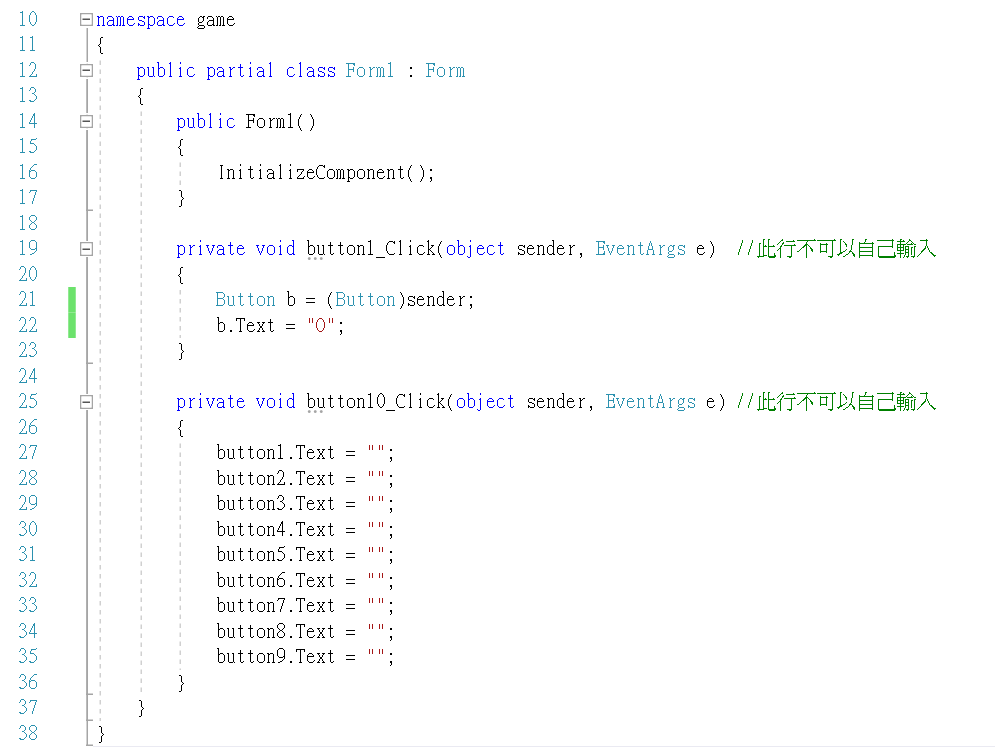 10 namespace game
11 {
12 public partial class Form1 : Form
13 {
14 public Form1()
15 {
16 InitializeComponent();
17 }
18
19 private void button1_Click(object sender, EventArgs e) //此行不可以自己輸入
20 {
21 Button b = (Button)sender;
22 b.Text = "O";
23 }
24
25 private void button10_Click(object sender, EventArgs e) //此行不可以自己輸入
26 {
27 button1.Text = "";
28 button2.Text = "";
29 button3.Text = "";
30 button4.Text = "";
31 button5.Text = "";
32 button6.Text = "";
33 button7.Text = "";
34 button8.Text = "";
35 button9.Text = "";
36 }
37 }
38 }